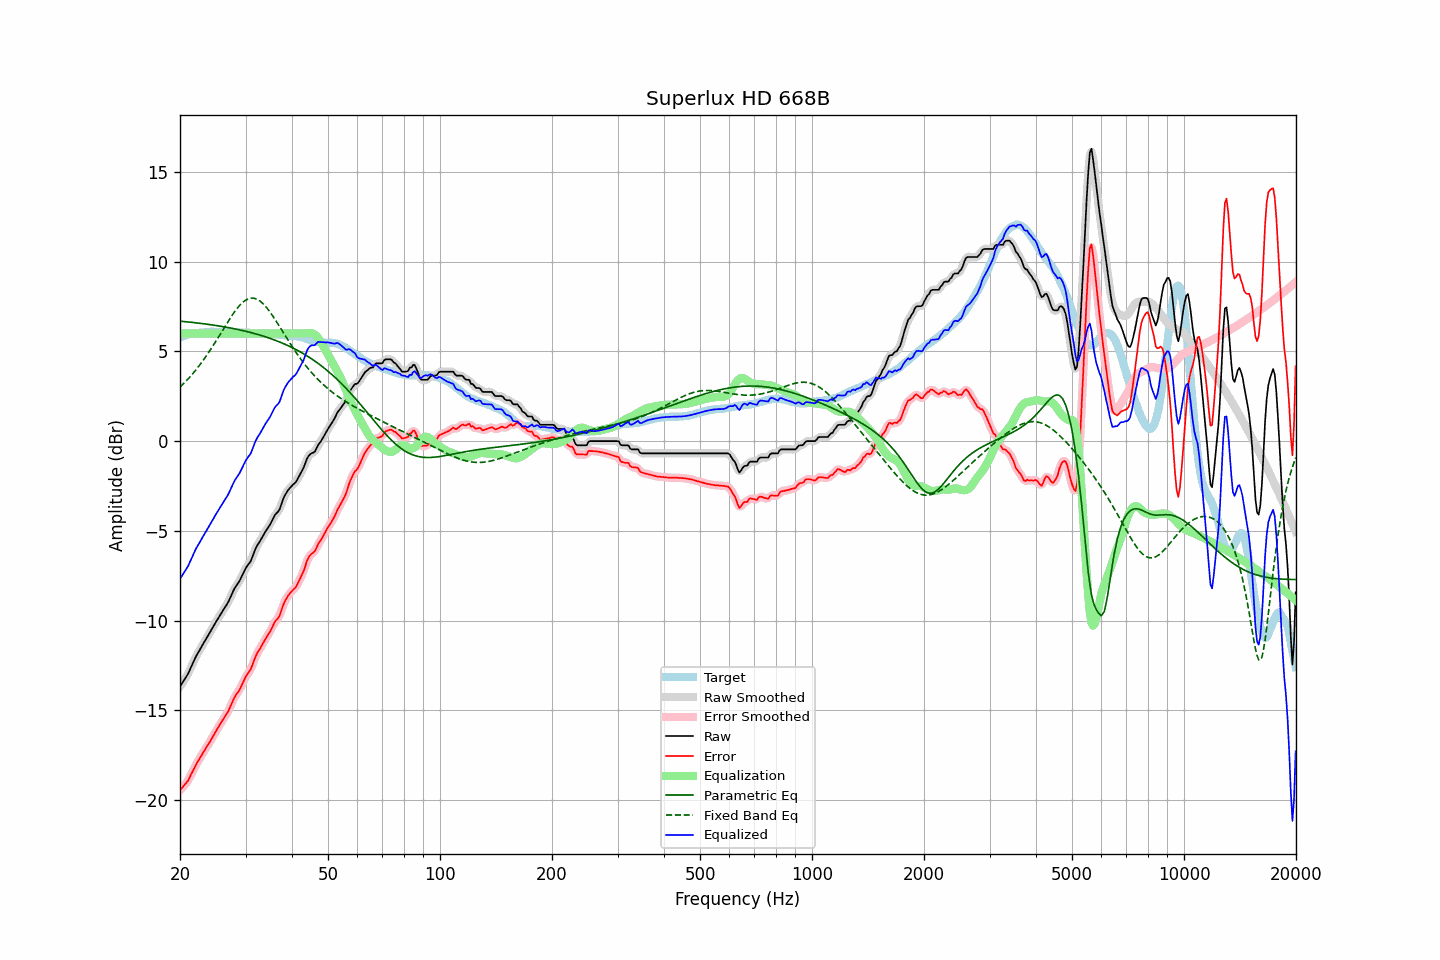 Superlux HD 668B
Amplitude (dBr)
15
10
5
0
−5
−10
−15
−20
Target
Raw Smoothed
Error Smoothed
Raw
Error
Equalization
Parametric Eq
Fixed Band Eq
Equalized
20 50 100 200 500 1000 2000 5000 10000 20000
Frequency (Hz)